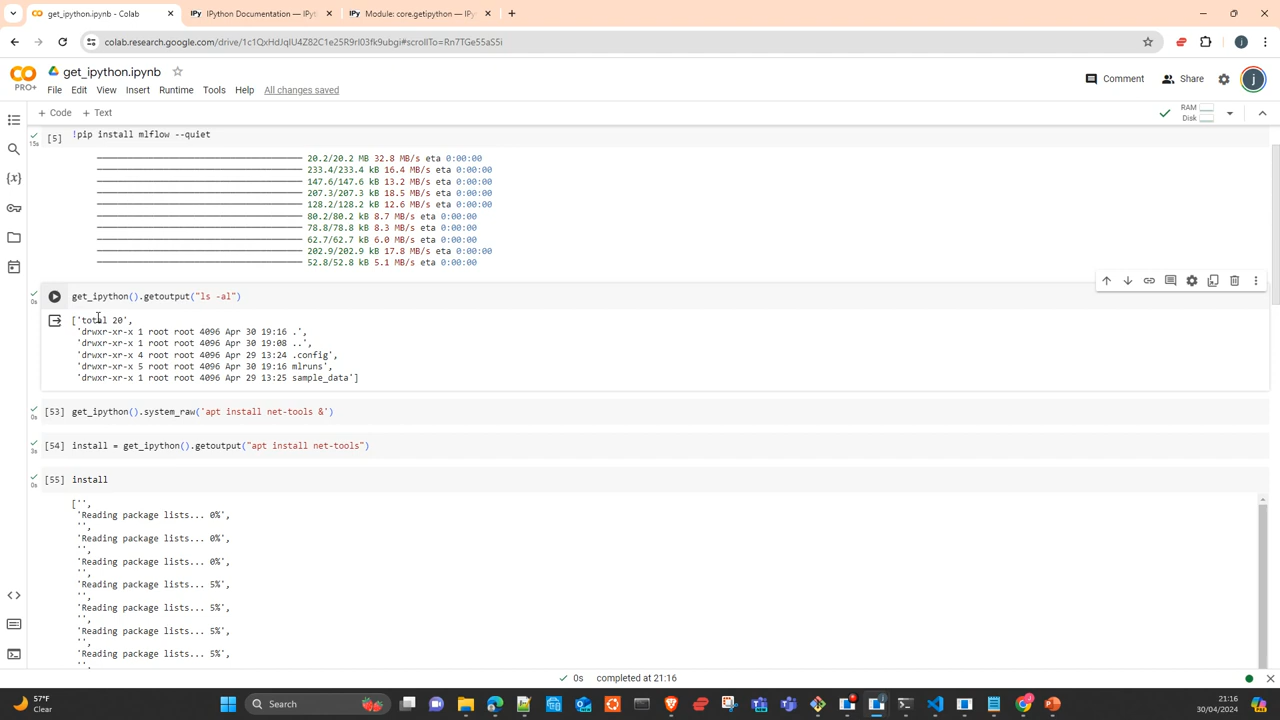 get_ipython.ipynb - Colab
IPython Documentation — IPyt
Module: core.getipython — IPy
colab.research.google.com/drive/1c1QxHdJqIU4Z82C1e25R9rI03fk9ubgi#scrollTo=Rn7TGe55aS5i
get_ipython.ipynb
PRO+
File Edit View Insert Runtime Tools Help All changes saved
Comment Share j
+ Code + Text
RAM
Disk
[5] !pip install mlflow --quiet
15s
20.2/20.2 MB 32.8 MB/s eta 0:00:00
233.4/233.4 kB 16.4 MB/s eta 0:00:00
147.6/147.6 kB 13.2 MB/s eta 0:00:00
207.3/207.3 kB 18.5 MB/s eta 0:00:00
128.2/128.2 kB 12.6 MB/s eta 0:00:00
80.2/80.2 kB 8.7 MB/s eta 0:00:00
78.8/78.8 kB 8.3 MB/s eta 0:00:00
62.7/62.7 kB 6.0 MB/s eta 0:00:00
202.9/202.9 kB 17.8 MB/s eta 0:00:00
52.8/52.8 kB 5.1 MB/s eta 0:00:00
get_ipython().getoutput("ls -al")
0s
['total 20',
'drwxr-xr-x 1 root root 4096 Apr 30 19:16 .',
'drwxr-xr-x 1 root root 4096 Apr 30 19:08 ..',
'drwxr-xr-x 4 root root 4096 Apr 29 13:24 .config',
'drwxr-xr-x 5 root root 4096 Apr 30 19:16 mlruns',
'drwxr-xr-x 1 root root 4096 Apr 29 13:25 sample_data']
[53] get_ipython().system_raw('apt install net-tools &')
0s
[54] install = get_ipython().getoutput("apt install net-tools")
3s
[55] install
0s
['',
'Reading package lists... 0%',
'',
'Reading package lists... 0%',
'',
'Reading package lists... 0%',
'',
'Reading package lists... 5%',
'',
'Reading package lists... 5%',
'',
'Reading package lists... 5%',
'',
'Reading package lists... 5%',
'',
0s completed at 21:16
57°F
Clear
Search
21:16
30/04/2024